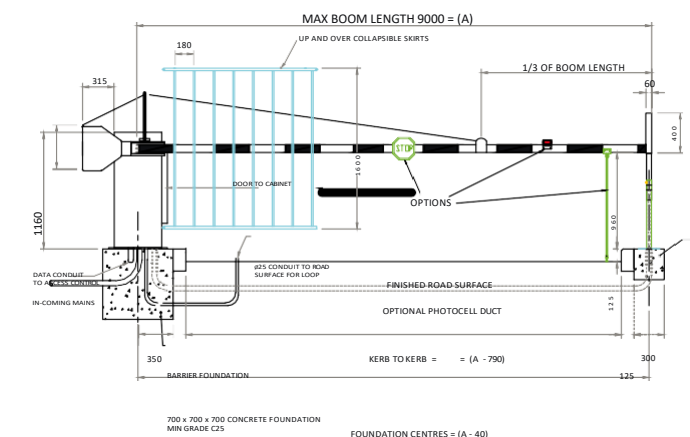 MAX BOOM LENGTH 9000 = (A)
UP AND OVER COLLAPSIBLE SKIRTS
180
1/3 OF BOOM LENGTH
315
60
400
STOP
1600
DOOR TO CABINET
OPTIONS
1160
960
DATA CONDUIT
TO ACCESS CONTROL
ø25 CONDUIT TO ROAD
SURFACE FOR LOOP
FINISHED ROAD SURFACE
IN-COMING MAINS
125
OPTIONAL PHOTOCELL DUCT
350
KERB TO KERB = = (A - 790)
300
BARRIER FOUNDATION
125
700 x 700 x 700 CONCRETE FOUNDATION
MIN GRADE C25
FOUNDATION CENTRES = (A - 40)